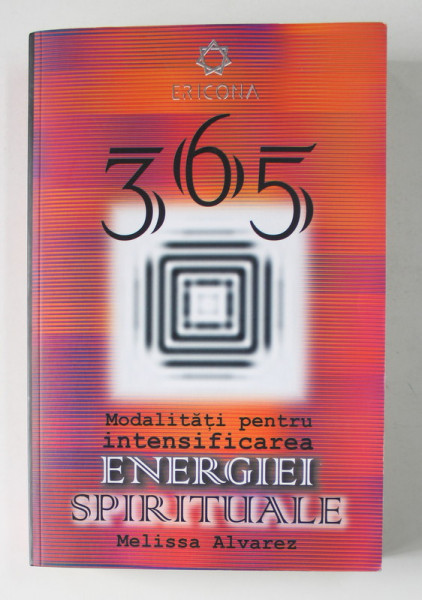 ERICONA
365
Modalități pentru
intensificarea
ENERGIEI
SPIRITUALE
Melissa Alvarez